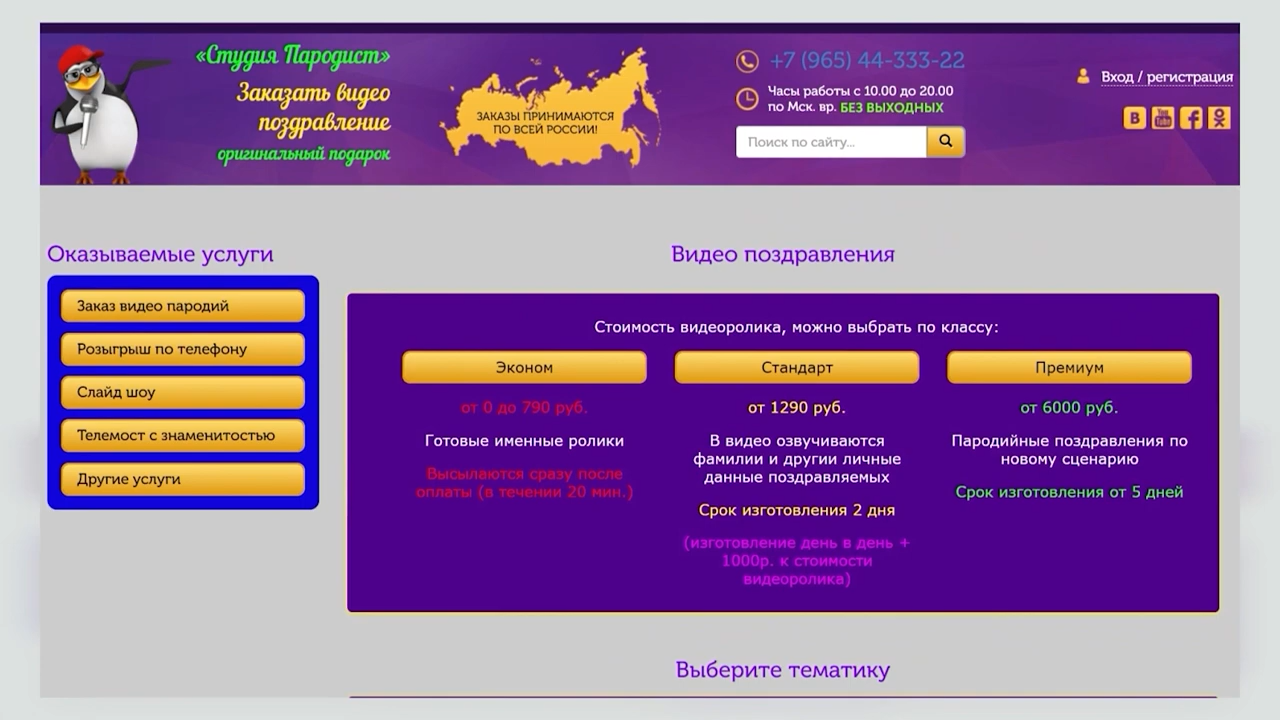 «Студия Пародист»
Заказать видео
поздравление
оригинальный подарок
ЗАКАЗЫ ПРИНИМАЮТСЯ
ПО ВСЕЙ РОССИИ!
+7 (965) 44-333-22
Часы работы с 10.00 до 20.00
по Мск. вр. БЕЗ ВЫХОДНЫХ
Поиск по сайту...
Вход / регистрация
В You Tube f
Оказываемые услуги
Заказ видео пародий
Розыгрыш по телефону
Слайд шоу
Телемост с знаменитостью
Другие услуги
Видео поздравления
Стоимость видеоролика, можно выбрать по классу:
Эконом
от 0 до 790 руб.
Готовые именные ролики
Высылаются сразу после
оплаты (в течении 20 мин.)
Стандарт
от 1290 руб.
В видео озвучиваются
фамилии и другии личные
данные поздравляемых
Срок изготовления 2 дня
(изготовление день в день +
1000р. к стоимости
видеоролика)
Премиум
от 6000 руб.
Пародийные поздравления по
новому сценарию
Срок изготовления от 5 дней
Выберите тематику